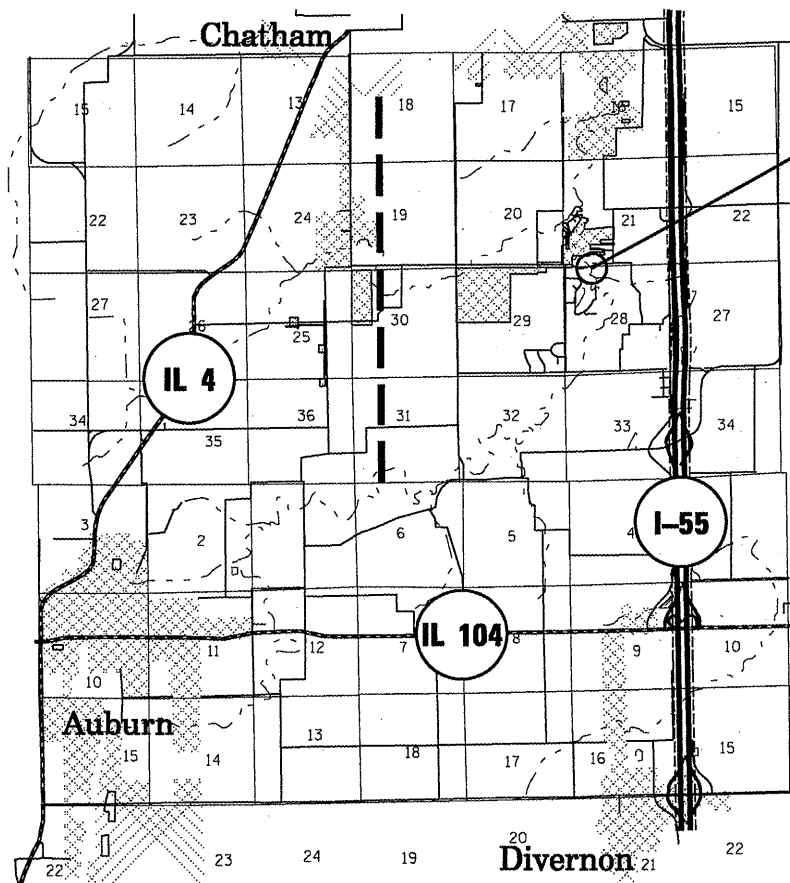 Chatham
15 14 13 18 17 16 15
22 23 24 19 20 21 22
27 26 25 30 29 28 27
IL 4
34 35 36 31 32 33 34
3 2 6 5 4
I-55
IL 104
11 12 7 8 9 10
10
Auburn
15 14 13 18 17 16 15
22 23 24 19 20 21 22
Divernon